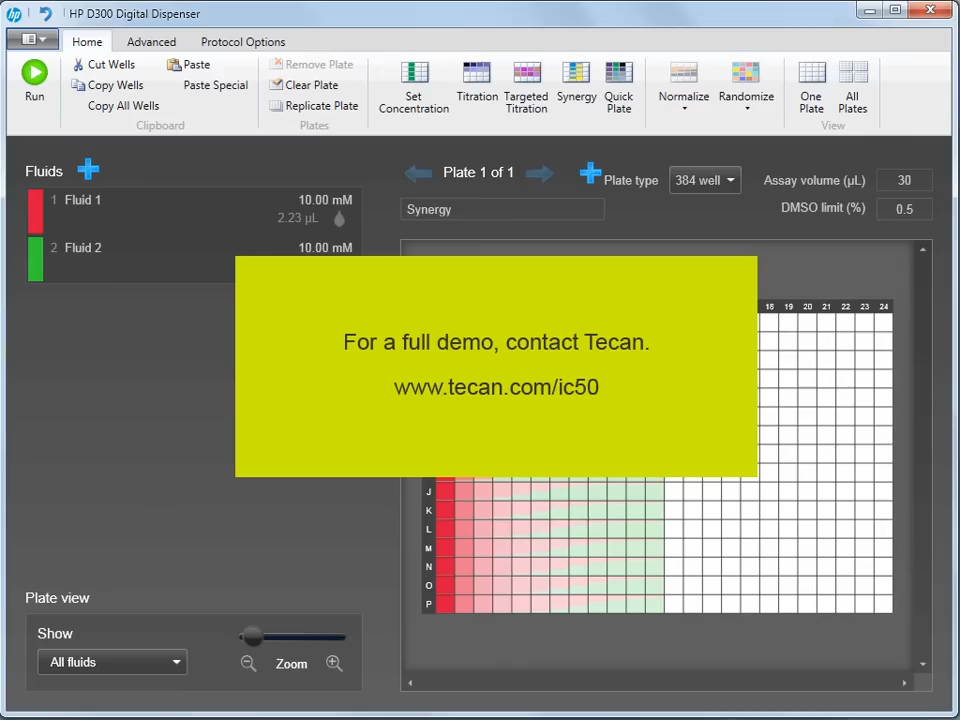 HP D300 Digital Dispenser
Home Advanced Protocol Options
Run
Cut Wells
Copy Wells
Copy All Wells
Paste
Paste Special
Clipboard
Remove Plate
Clear Plate
Replicate Plate
Plates
Set Concentration
Titration
Targeted Titration
Synergy
Quick Plate
Normalize
Randomize
One Plate
All Plates
View
Fluids
1 Fluid 1 10.00 mM
2.23 µL
2 Fluid 2 10.00 mM
Plate 1 of 1
Plate type 384 well
Assay volume (µL) 30
Synergy
DMSO limit (%) 0.5
18 19 20 21 22 23 24
For a full demo, contact Tecan.
www.tecan.com/ic50
J
K
L
M
N
O
P
Plate view
Show
All fluids
Zoom